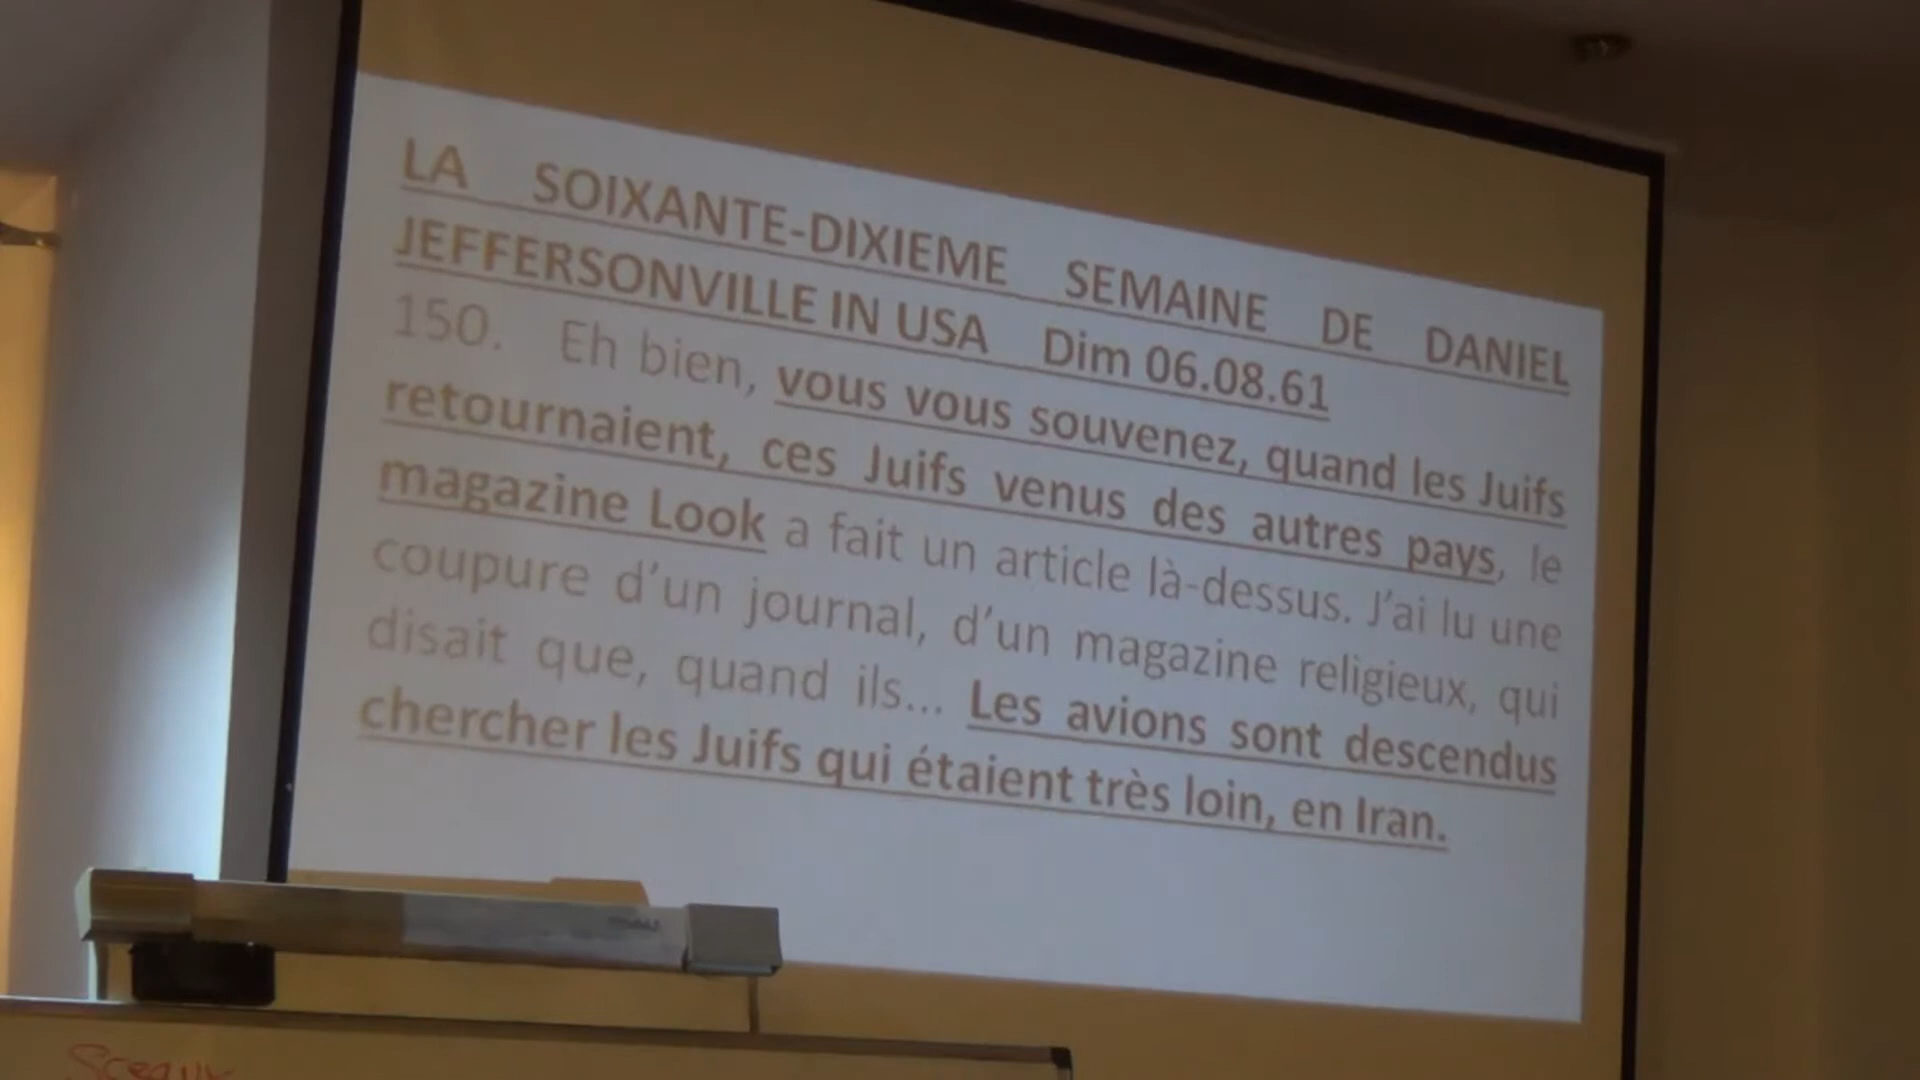 LA SOIXANTE-DIXIEME SEMAINE DE DANIEL
JEFFERSONVILLE IN USA Dim 06.08.61
150. Eh bien, vous vous souvenez, quand les Juifs
retournaient, ces Juifs venus des autres pays, le
magazine Look a fait un article là-dessus. J'ai lu une
coupure d'un journal, d'un magazine religieux, qui
disait que, quand ils... Les avions sont descendus
chercher les Juifs qui étaient très loin, en Iran.